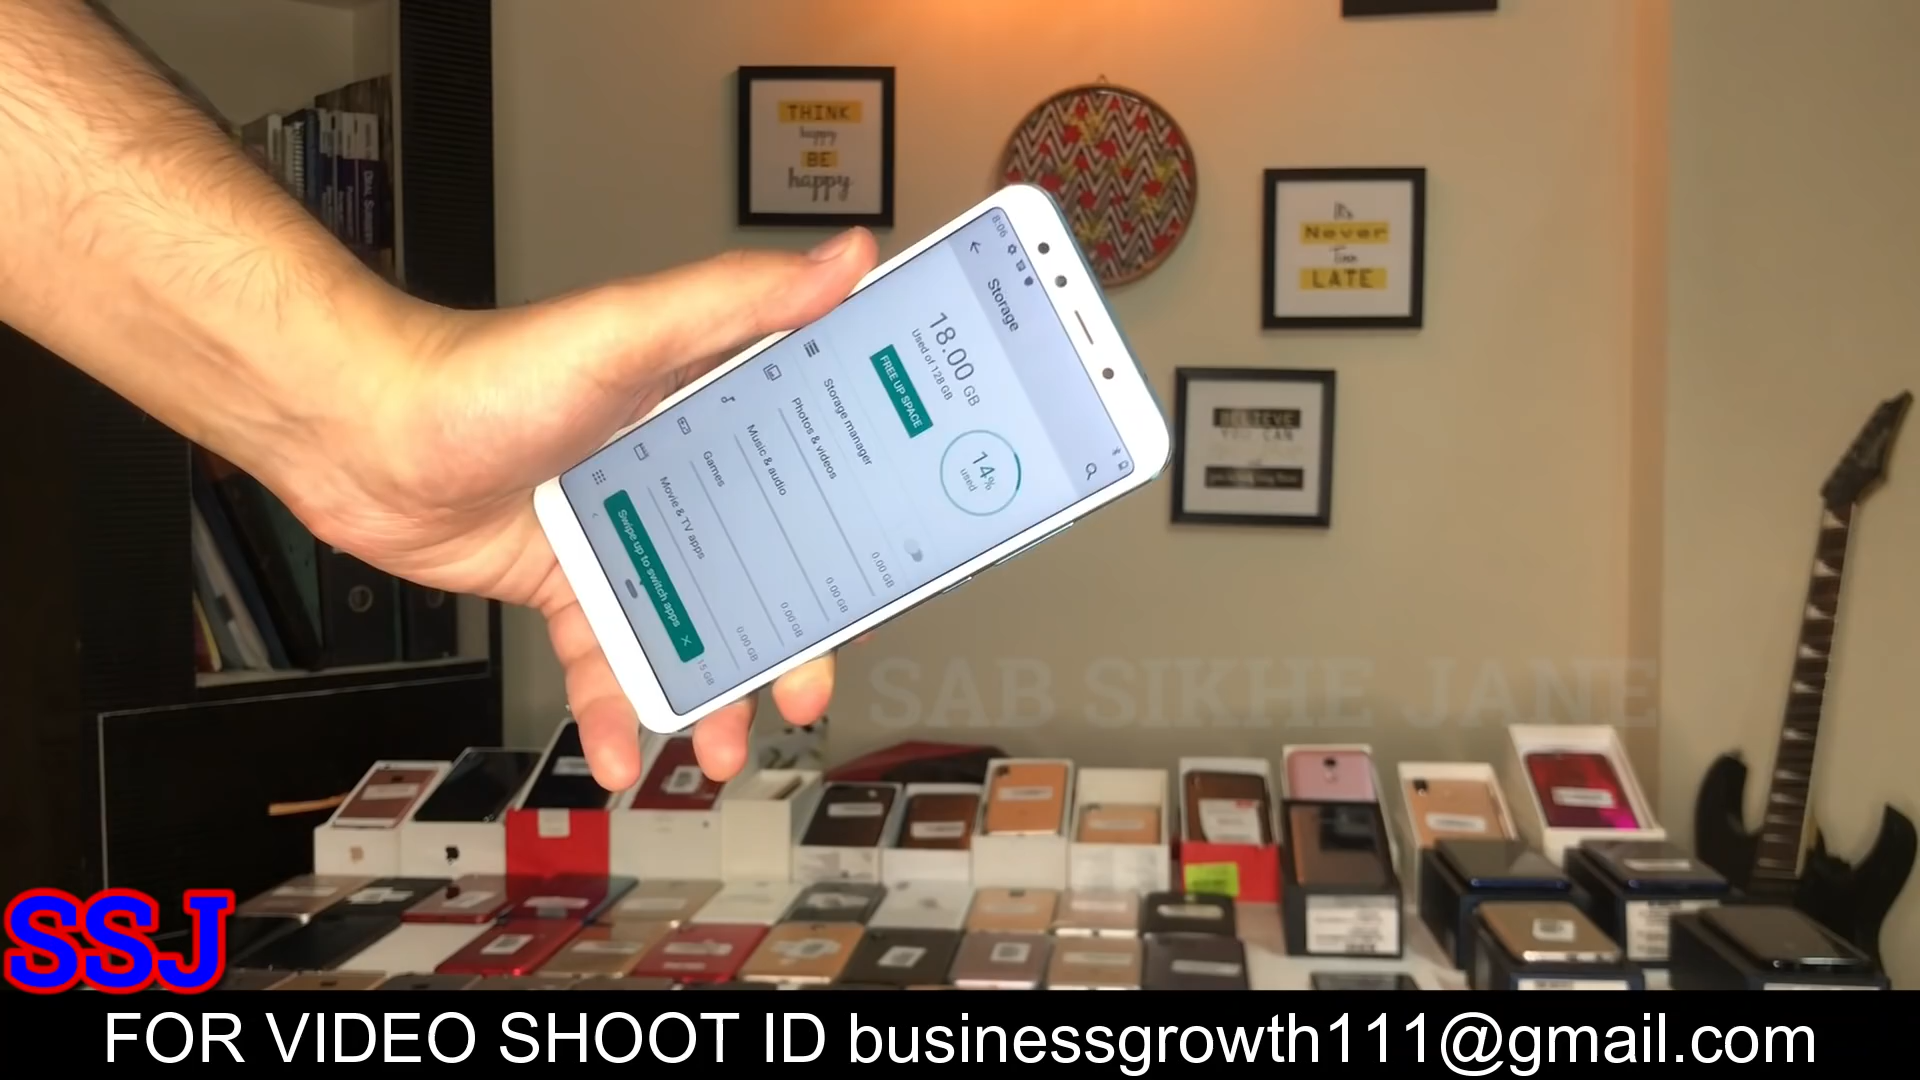 THINK
happy
BE
happy
It's
Never
Too
LATE
BELIEVE
YOU CAN
8:06
Storage
18.00 GB
Used of 128 GB
FREE UP SPACE
14%
used
Storage manager
Photos & videos
0.00 GB
Music & audio
0.00 GB
Games
0.00 GB
Movie & TV apps
0.00 GB
Swipe up to switch apps
SAB SIKHE JANE
SSJ
FOR VIDEO SHOOT ID businessgrowth111@gmail.com